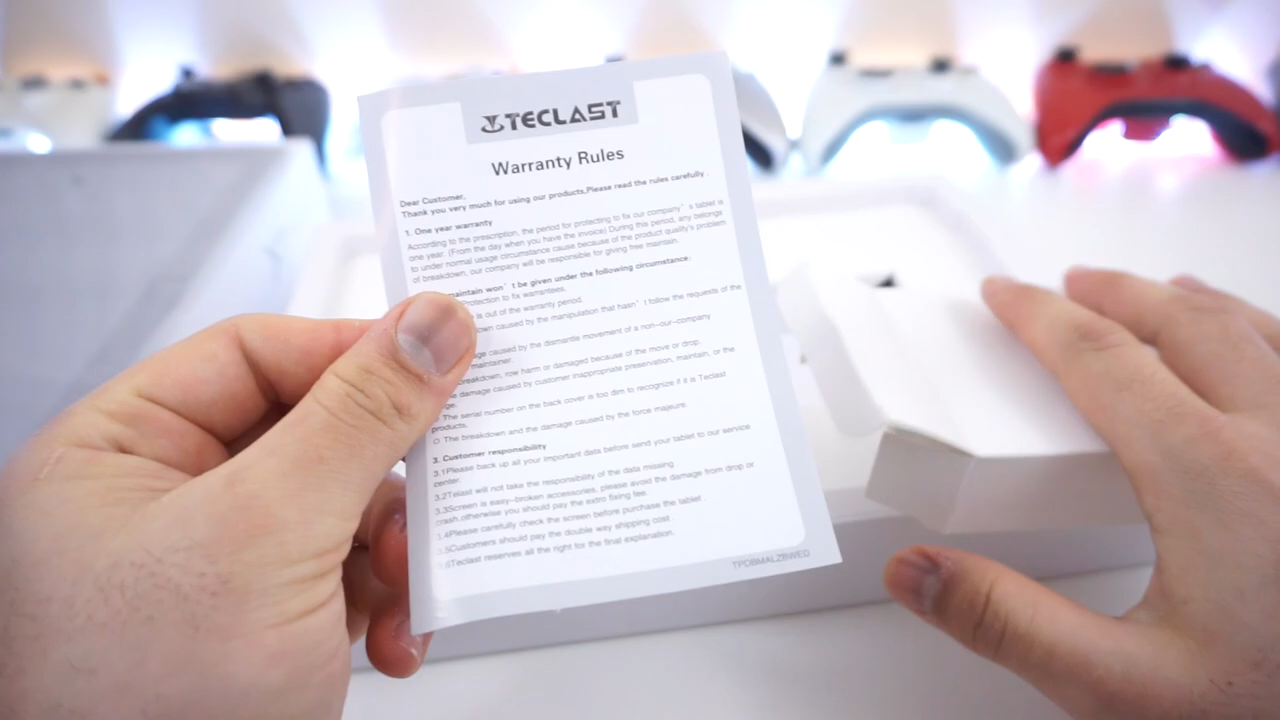 TECLAST
Warranty Rules
Dear Customer,
Thank you very much for using our products,Please read the rules carefully .
1. One year warranty
According to the prescription, the period for protecting to fix our company' s tablet is
one year. (From the day when you have the invoice) During this period, any belongs
to under normal usage circumstance cause because of the product quality's problem
of breakdown, our company will be responsible for giving free maintain.
maintain won' t be given under the following circumstance:
Protection to fix warrantees.
is out of the warranty period.
caused by the manipulation that hasn' t follow the requests of the
caused by the dismantle movement of a non-our-company
maintainer.
breakdown, row harm or damaged because of the move or drop.
damage caused by customer inappropriate preservation, maintain, or the
The serial number on the back cover is too dim to recognize if it is Teclast
products.
O The breakdown and the damage caused by the force majeure.
3. Customer responsibility
3.1Please back up all your important data before send your tablet to our service
center.
3.2Telast will not take the responsibility of the data missing .
3.3Screen is easy-broken accessories, please avoid the damage from drop or
crash,otherwise you should pay the extro fixing fee.
.4Please carefully check the screen before purchase the tablet .
.5Customers should pay the double way shipping cost .
.6Teclast reserves all the right for the final explanation.
TPDBMALZBWED